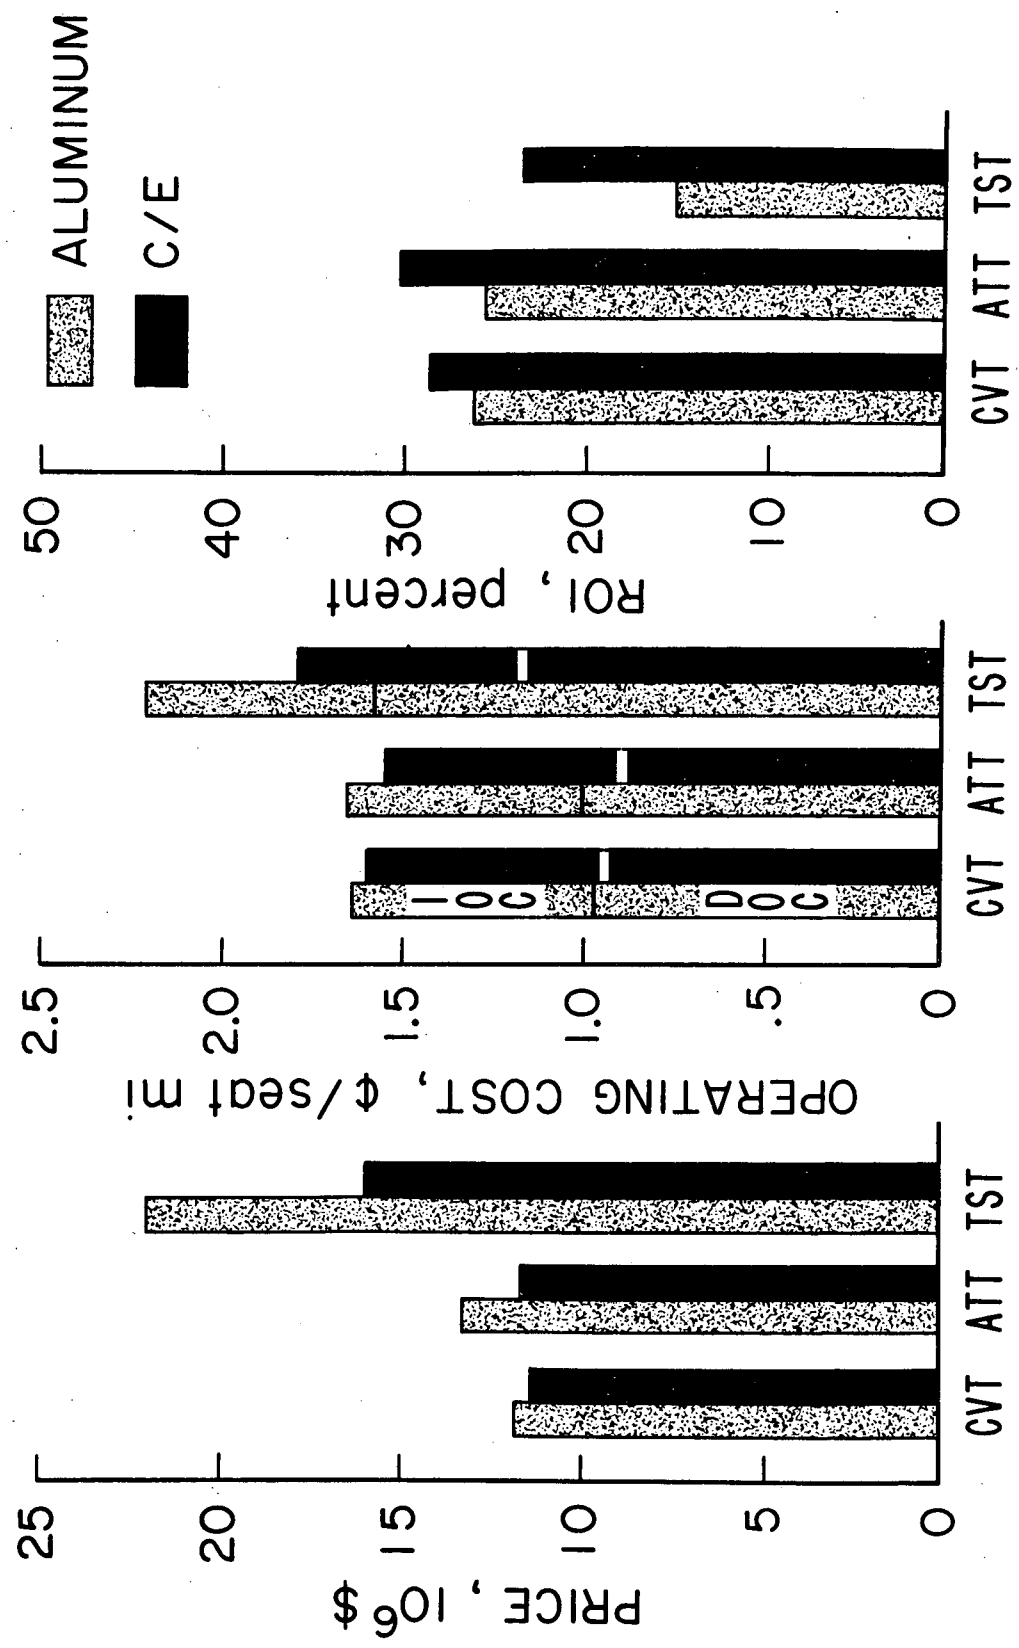 ALUMINUM
C/E
PRICE, 10⁶ $
25
20
15
10
5
0
CVT ATT TST
OPERATING COST, ¢/seat mi
2.5
2.0
1.5
1.0
.5
0
IOC
DOC
CVT ATT TST
ROI, percent
50
40
30
20
10
0
CVT ATT TST